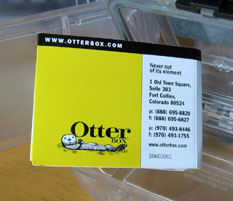 WWW.OTTERBOX.COM
Never out
of its element
1 Old Town Square,
Suite 303
Fort Collins,
Colorado 80524
p: (888) 695-8820
f: (888) 695-8827
p: (970) 493-8446
f: (970) 493-1755
www.otterbox.com
Otter
BOX